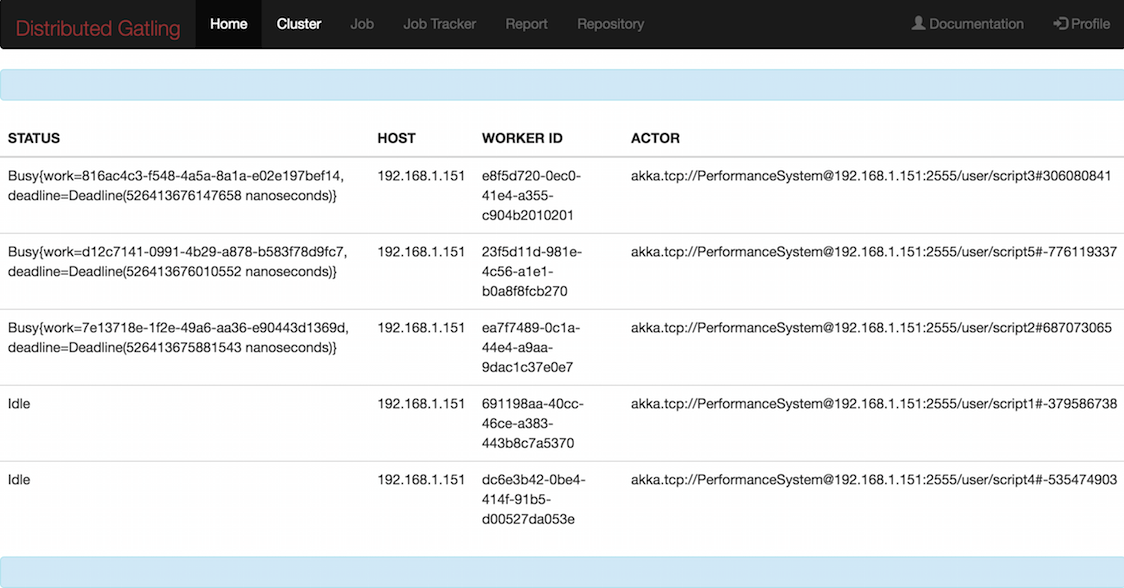 Distributed Gatling Home Cluster Job Job Tracker Report Repository Documentation Profile
STATUS HOST WORKER ID ACTOR
Busy{work=816ac4c3-f548-4a5a-8a1a-e02e197bef14, 192.168.1.151 e8f5d720-0ec0- akka.tcp://PerformanceSystem@192.168.1.151:2555/user/script3#306080841
deadline=Deadline(526413676147658 nanoseconds)} 41e4-a355-
c904b2010201
Busy{work=d12c7141-0991-4b29-a878-b583f78d9fc7, 192.168.1.151 23f5d11d-981e- akka.tcp://PerformanceSystem@192.168.1.151:2555/user/script5#-776119337
deadline=Deadline(526413676010552 nanoseconds)} 4c56-a1e1-
b0a8f8fcb270
Busy{work=7e13718e-1f2e-49a6-aa36-e90443d1369d, 192.168.1.151 ea7f7489-0c1a- akka.tcp://PerformanceSystem@192.168.1.151:2555/user/script2#687073065
deadline=Deadline(526413675881543 nanoseconds)} 44e4-a9aa-
9dac1c37e0e7
Idle 192.168.1.151 691198aa-40cc- akka.tcp://PerformanceSystem@192.168.1.151:2555/user/script1#-379586738
46ce-a383-
443b8c7a5370
Idle 192.168.1.151 dc6e3b42-0be4- akka.tcp://PerformanceSystem@192.168.1.151:2555/user/script4#-535474903
414f-91b5-
d00527da053e